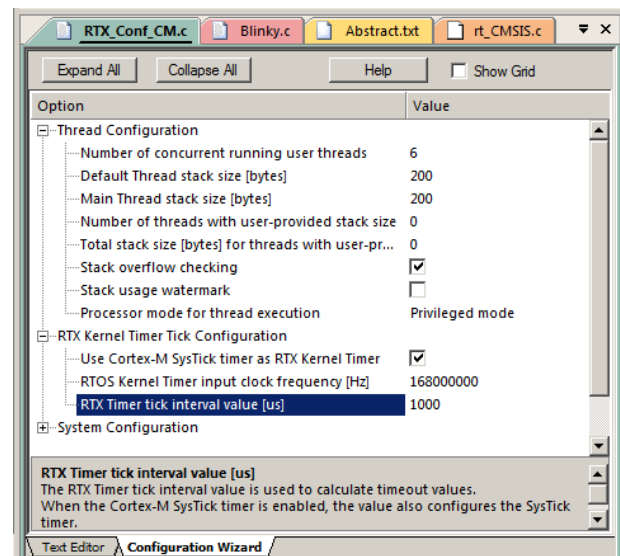 RTX_Conf_CM.c Blinky.c Abstract.txt rt_CMSIS.c
Expand All Collapse All Help Show Grid
Option Value
Thread Configuration
Number of concurrent running user threads 6
Default Thread stack size [bytes] 200
Main Thread stack size [bytes] 200
Number of threads with user-provided stack size 0
Total stack size [bytes] for threads with user-pr... 0
Stack overflow checking
Stack usage watermark
Processor mode for thread execution Privileged mode
RTX Kernel Timer Tick Configuration
Use Cortex-M SysTick timer as RTX Kernel Timer
RTOS Kernel Timer input clock frequency [Hz] 168000000
RTX Timer tick interval value [us] 1000
System Configuration
RTX Timer tick interval value [us]
The RTX Timer tick interval value is used to calculate timeout values.
When the Cortex-M SysTick timer is enabled, the value also configures the SysTick
timer.
Text Editor Configuration Wizard